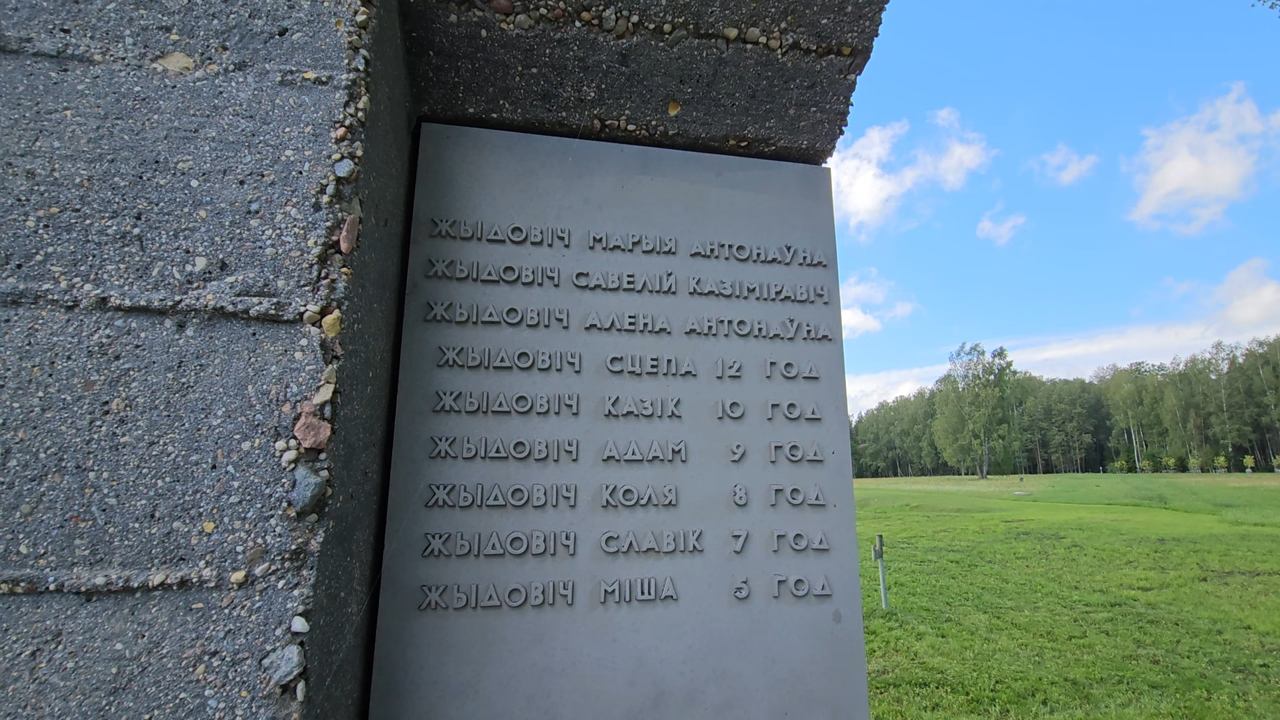 ЖЫДОВІЧ МАРЫЯ АНТОНАЎНА
ЖЫДОВІЧ САВЕЛІЙ КАЗІМІРАВІЧ
ЖЫДОВІЧ АЛЕНА АНТОНАЎНА
ЖЫДОВІЧ СЦЕПА 12 ГОД
ЖЫДОВІЧ КАЗІК 10 ГОД
ЖЫДОВІЧ АДАМ 9 ГОД
ЖЫДОВІЧ КОЛЯ 8 ГОД
ЖЫДОВІЧ СЛАВІК 7 ГОД
ЖЫДОВІЧ МІША 5 ГОД